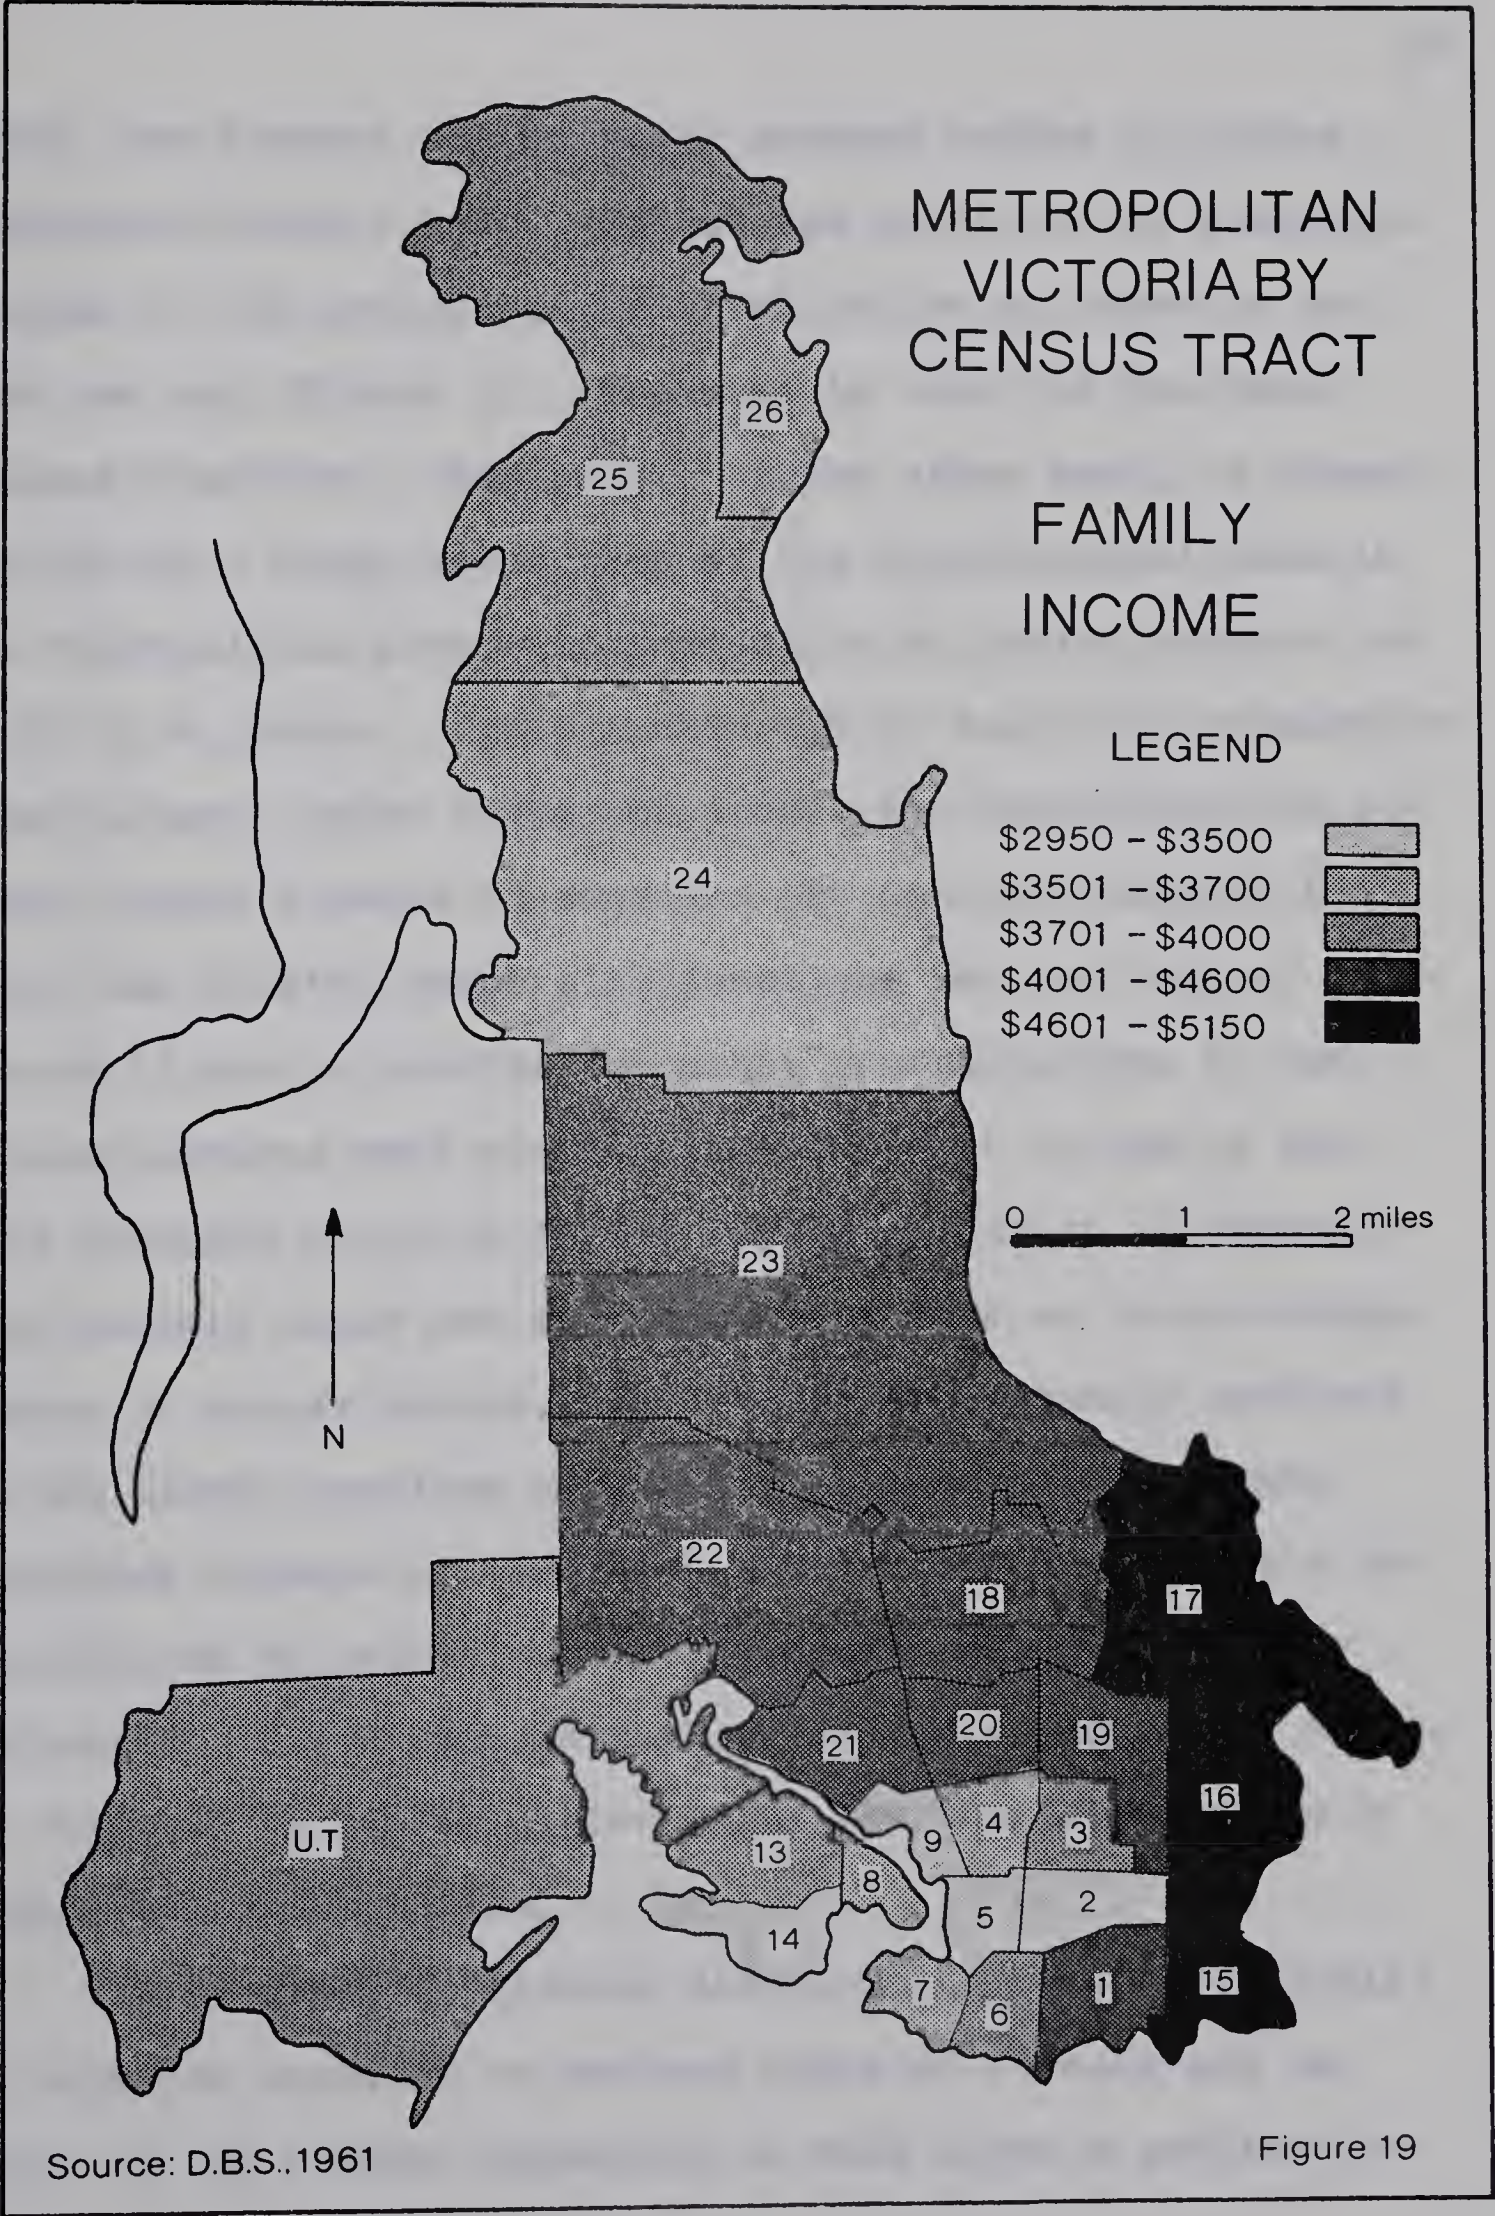 METROPOLITAN
VICTORIA BY
CENSUS TRACT
FAMILY
INCOME
LEGEND
$2950 - $3500
$3501 - $3700
$3701 - $4000
$4001 - $4600
$4601 - $5150
0 1 2 miles
N
26
25
24
23
22
18
17
21
20
19
16
U.T
13
9
4
3
8
5
2
14
7
6
1
15
Source: D.B.S., 1961
Figure 19